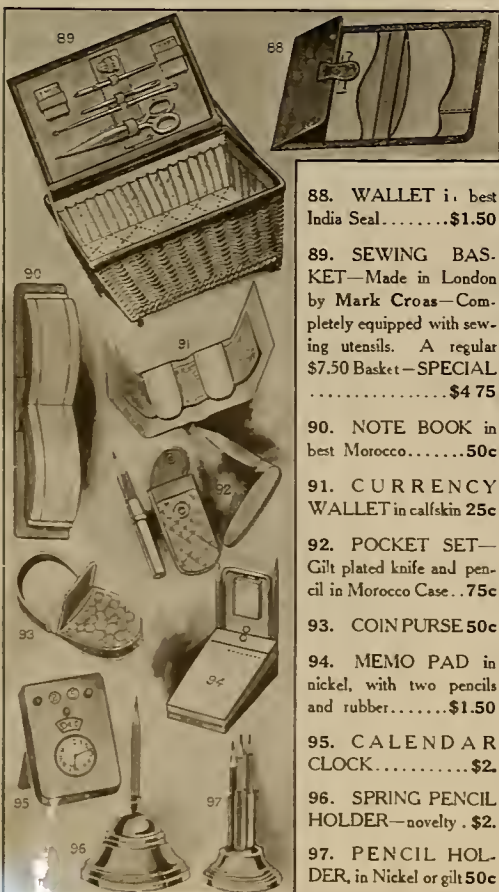 89
88
88. WALLET i. best
India Seal........$1.50
89. SEWING BAS-
KET—Made in London
by Mark Croas—Com-
pletely equipped with sew-
ing utensils. A regular
$7.50 Basket—SPECIAL
................$4 75
90. NOTE BOOK in
best Morocco.......50c
91. CURRENCY
WALLET in calfskin 25c
92. POCKET SET—
Gilt plated knife and pen-
cil in Morocco Case..75c
93. COIN PURSE 50c
94. MEMO PAD in
nickel, with two pencils
and rubber.......$1.50
95. CALENDAR
CLOCK...........$2.
96. SPRING PENCIL
HOLDER—novelty . $2.
97. PENCIL HOL-
DER, in Nickel or gilt 50c
90
91
92
93
94
95
96
97